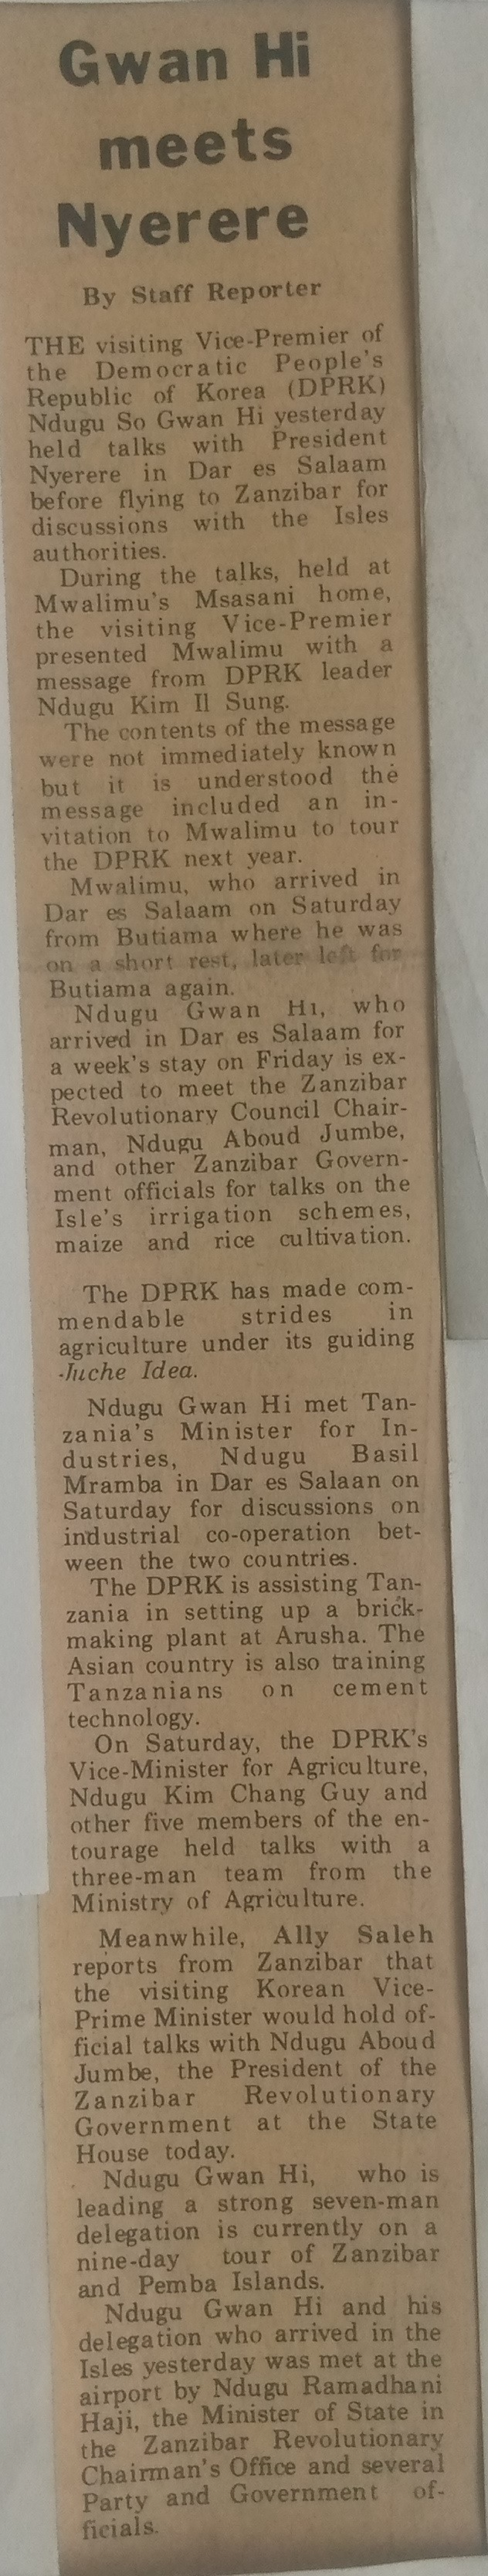 Gwan Hi
meets
Nyerere
By Staff Reporter
THE visiting Vice-Premier of
the Democratic People's
Republic of Korea (DPRK)
Ndugu So Gwan Hi yesterday
held talks with President
Nyerere in Dar es Salaam
before flying to Zanzibar for
discussions with the Isles
authorities.
During the talks, held at
Mwalimu's Msasani home,
the visiting Vice-Premier
presented Mwalimu with a
message from DPRK leader
Ndugu Kim Il Sung.
The contents of the message
were not immediately known
but it is understood the
message included an in-
vitation to Mwalimu to tour
the DPRK next year.
Mwalimu, who arrived in
Dar es Salaam on Saturday
from Butiama where he was
on a short rest, later left for
Butiama again.
Ndugu Gwan Hi, who
arrived in Dar es Salaam for
a week's stay on Friday is ex-
pected to meet the Zanzibar
Revolutionary Council Chair-
man, Ndugu Aboud Jumbe,
and other Zanzibar Govern-
ment officials for talks on the
Isle's irrigation schemes,
maize and rice cultivation.
The DPRK has made com-
mendable strides in
agriculture under its guiding
Juche Idea.
Ndugu Gwan Hi met Tan-
zania's Minister for In-
dustries, Ndugu Basil
Mramba in Dar es Salaan on
Saturday for discussions on
industrial co-operation bet-
ween the two countries.
The DPRK is assisting Tan-
zania in setting up a brick-
making plant at Arusha. The
Asian country is also training
Tanzanians on cement
technology.
On Saturday, the DPRK's
Vice-Minister for Agriculture,
Ndugu Kim Chang Guy and
other five members of the en-
tourage held talks with a
three-man team from the
Ministry of Agriculture.
Meanwhile, Ally Saleh
reports from Zanzibar that
the visiting Korean Vice-
Prime Minister would hold of-
ficial talks with Ndugu Aboud
Jumbe, the President of the
Zanzibar Revolutionary
Government at the State
House today.
Ndugu Gwan Hi, who is
leading a strong seven-man
delegation is currently on a
nine-day tour of Zanzibar
and Pemba Islands.
Ndugu Gwan Hi and his
delegation who arrived in the
Isles yesterday was met at the
airport by Ndugu Ramadhani
Haji, the Minister of State in
the Zanzibar Revolutionary
Chairman's Office and several
Party and Government of-
ficials.